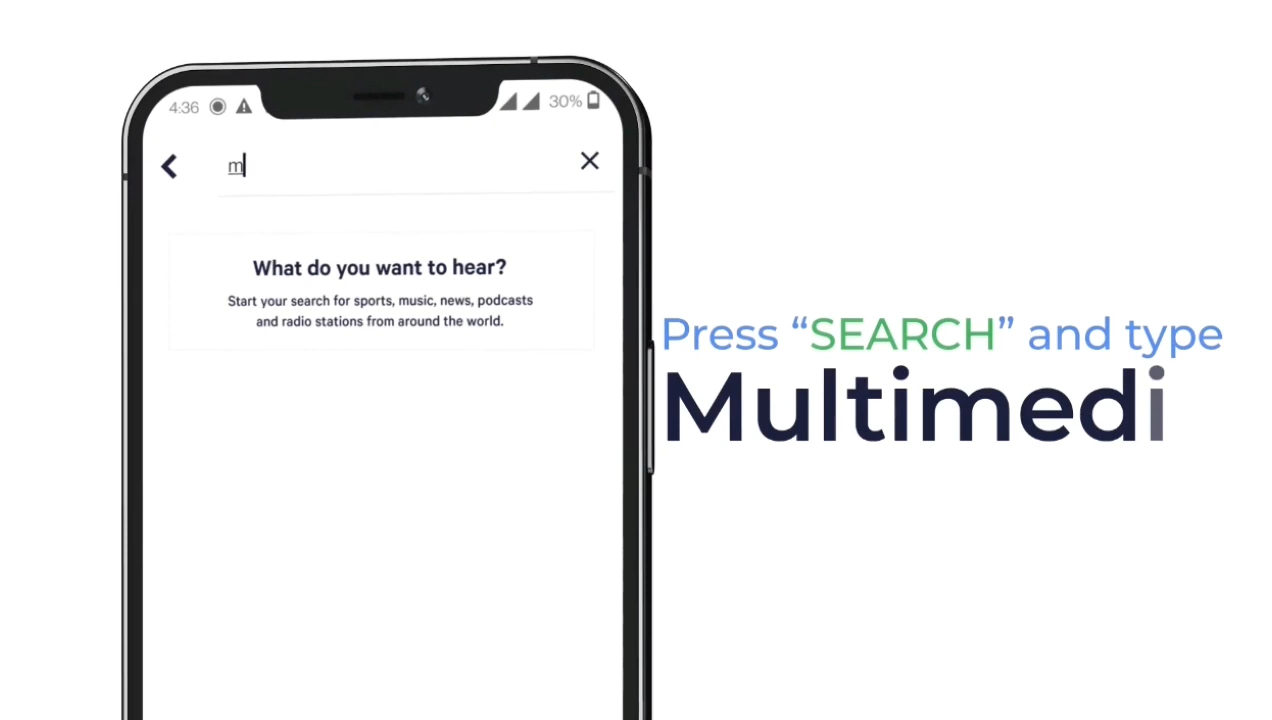 4:36 30%
m
What do you want to hear?
Start your search for sports, music, news, podcasts
and radio stations from around the world.
Press “SEARCH” and type
Multimedi